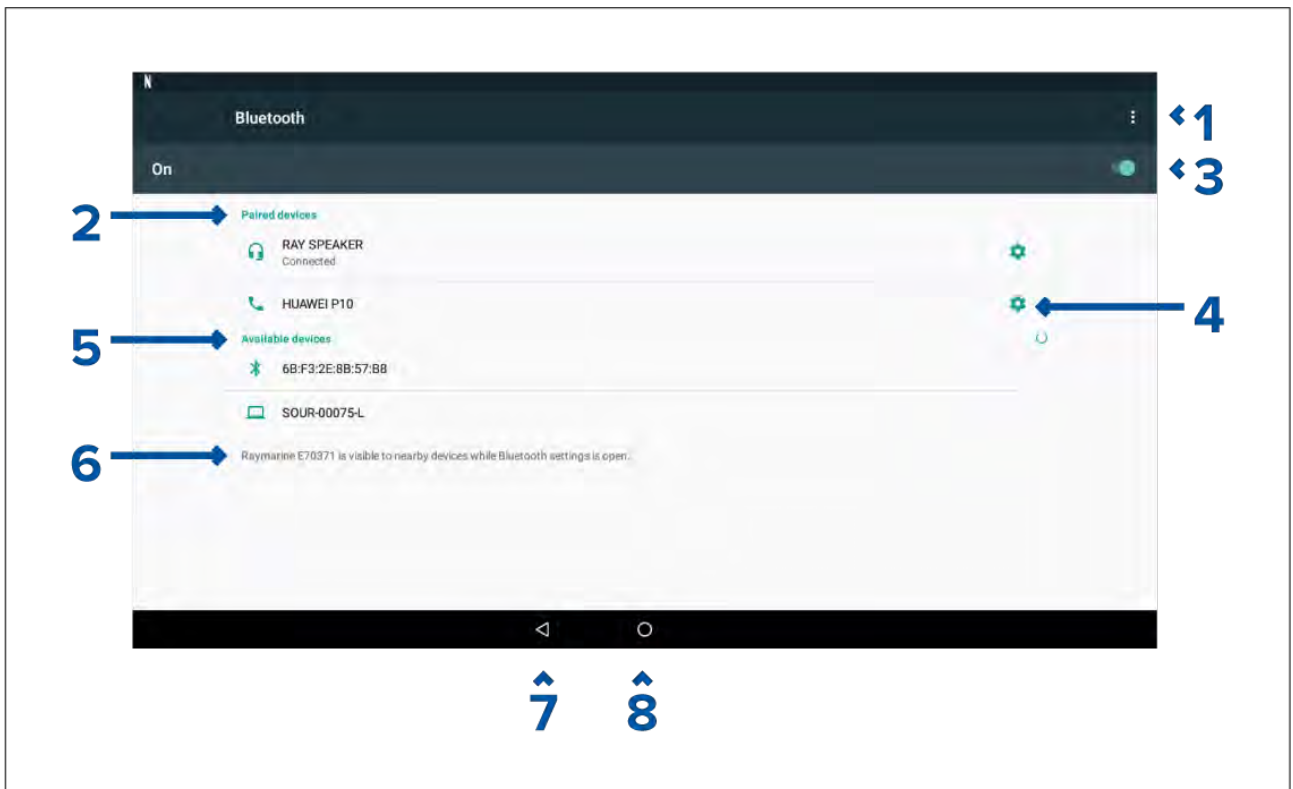 N
Bluetooth
1
On
3
2
Paired devices
RAY SPEAKER
Connected
HUAWEI P10
4
5
Available devices
6B:F3:2E:8B:57:B8
SOUR-00075-L
6
Raymarine E70371 is visible to nearby devices while Bluetooth settings is open.
7
8